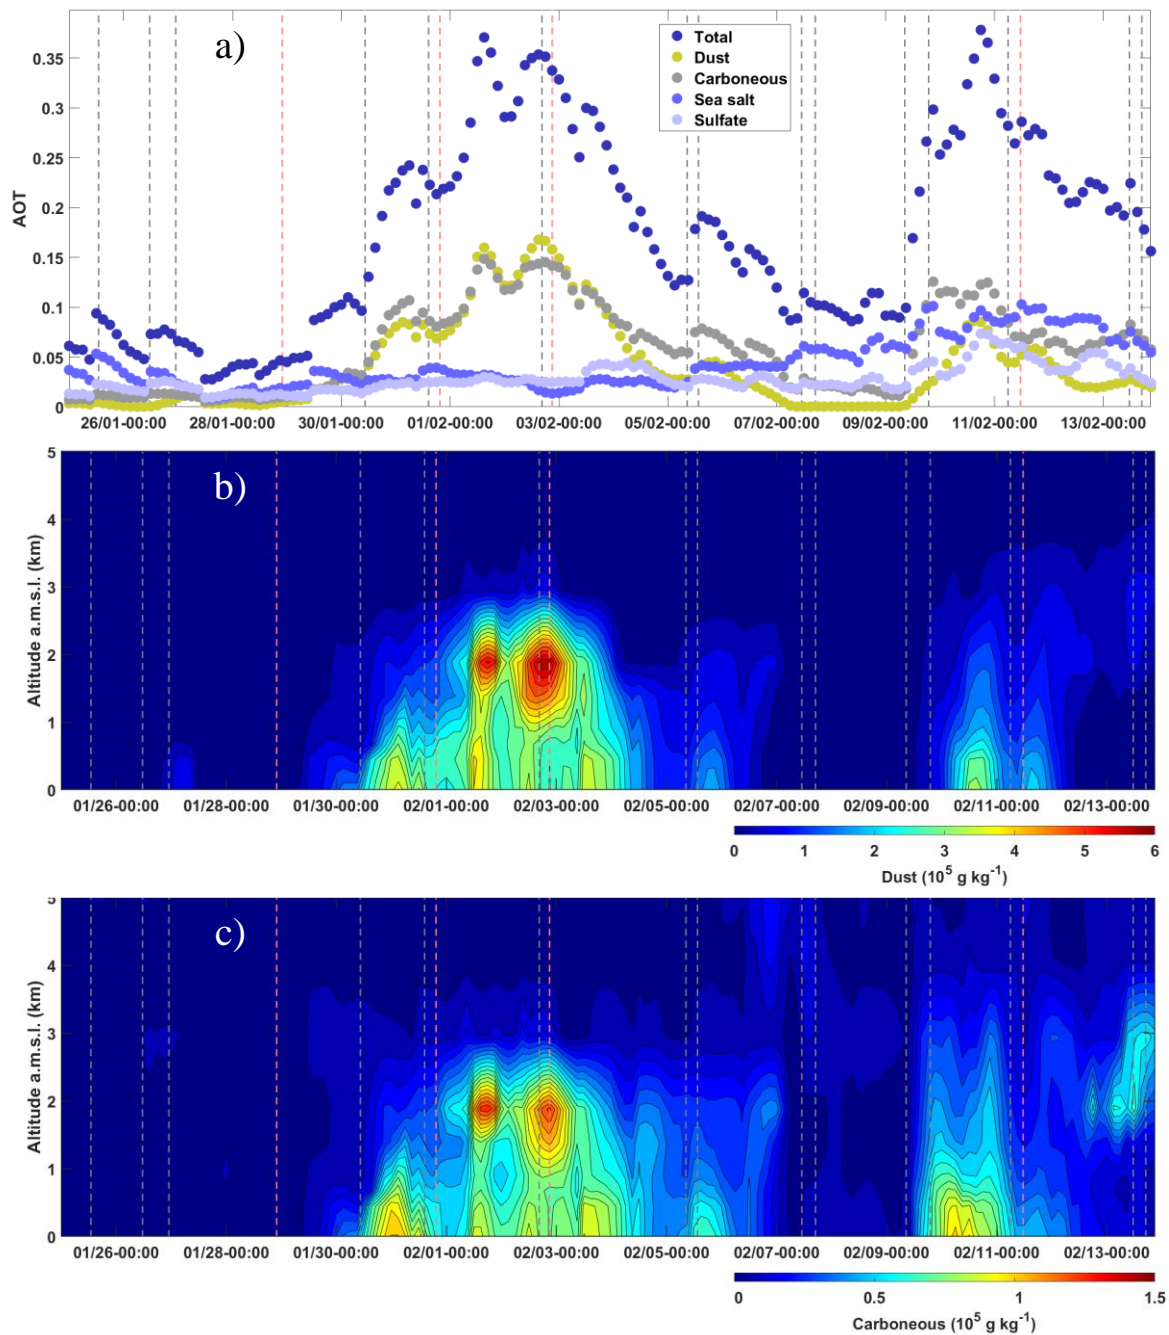 a)
Total
Dust
Carboneous
Sea salt
Sulfate
0.35
0.3
0.25
0.2
0.15
0.1
0.05
0
AOT
26/01-00:00 28/01-00:00 30/01-00:00 01/02-00:00 03/02-00:00 05/02-00:00 07/02-00:00 09/02-00:00 11/02-00:00 13/02-00:00
b)
5
4
3
2
1
0
Altitude a.m.s.l. (km)
01/26-00:00 01/28-00:00 01/30-00:00 02/01-00:00 02/03-00:00 02/05-00:00 02/07-00:00 02/09-00:00 02/11-00:00 02/13-00:00
0 1 2 3 4 5 6
Dust (10⁵ g kg⁻¹)
c)
5
4
3
2
1
0
Altitude a.m.s.l. (km)
01/26-00:00 01/28-00:00 01/30-00:00 02/01-00:00 02/03-00:00 02/05-00:00 02/07-00:00 02/09-00:00 02/11-00:00 02/13-00:00
0 0.5 1 1.5
Carboneous (10⁵ g kg⁻¹)